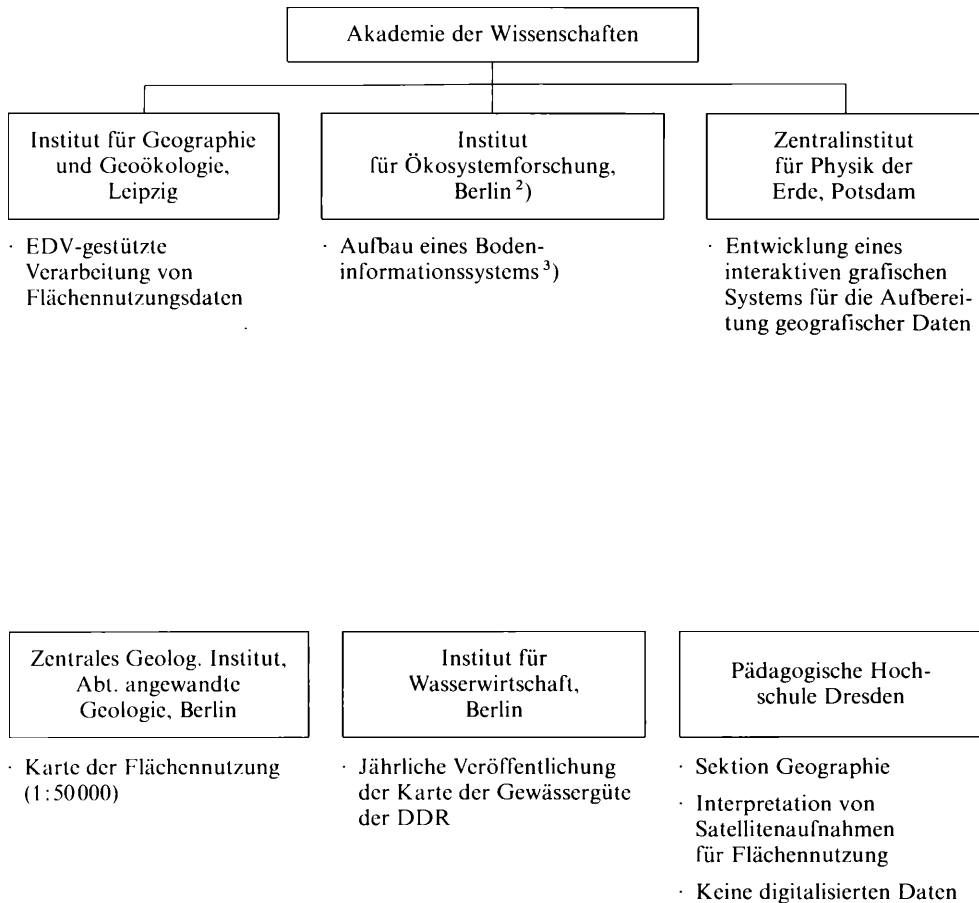 Akademie der Wissenschaften
Institut für Geographie
und Geoökologie,
Leipzig
· EDV-gestützte
Verarbeitung von
Flächennutzungsdaten
Institut
für Ökosystemforschung,
Berlin ²)
· Aufbau eines Boden-
informationssystems ³)
Zentralinstitut
für Physik der
Erde, Potsdam
· Entwicklung eines
interaktiven grafischen
Systems für die Aufberei-
tung geografischer Daten
Zentrales Geolog. Institut,
Abt. angewandte
Geologie, Berlin
· Karte der Flächennutzung
(1:50000)
Institut für
Wasserwirtschaft,
Berlin
· Jährliche Veröffentlichung
der Karte der Gewässergüte
der DDR
Pädagogische Hoch-
schule Dresden
· Sektion Geographie
· Interpretation von
Satellitenaufnahmen
für Flächennutzung
· Keine digitalisierten Daten